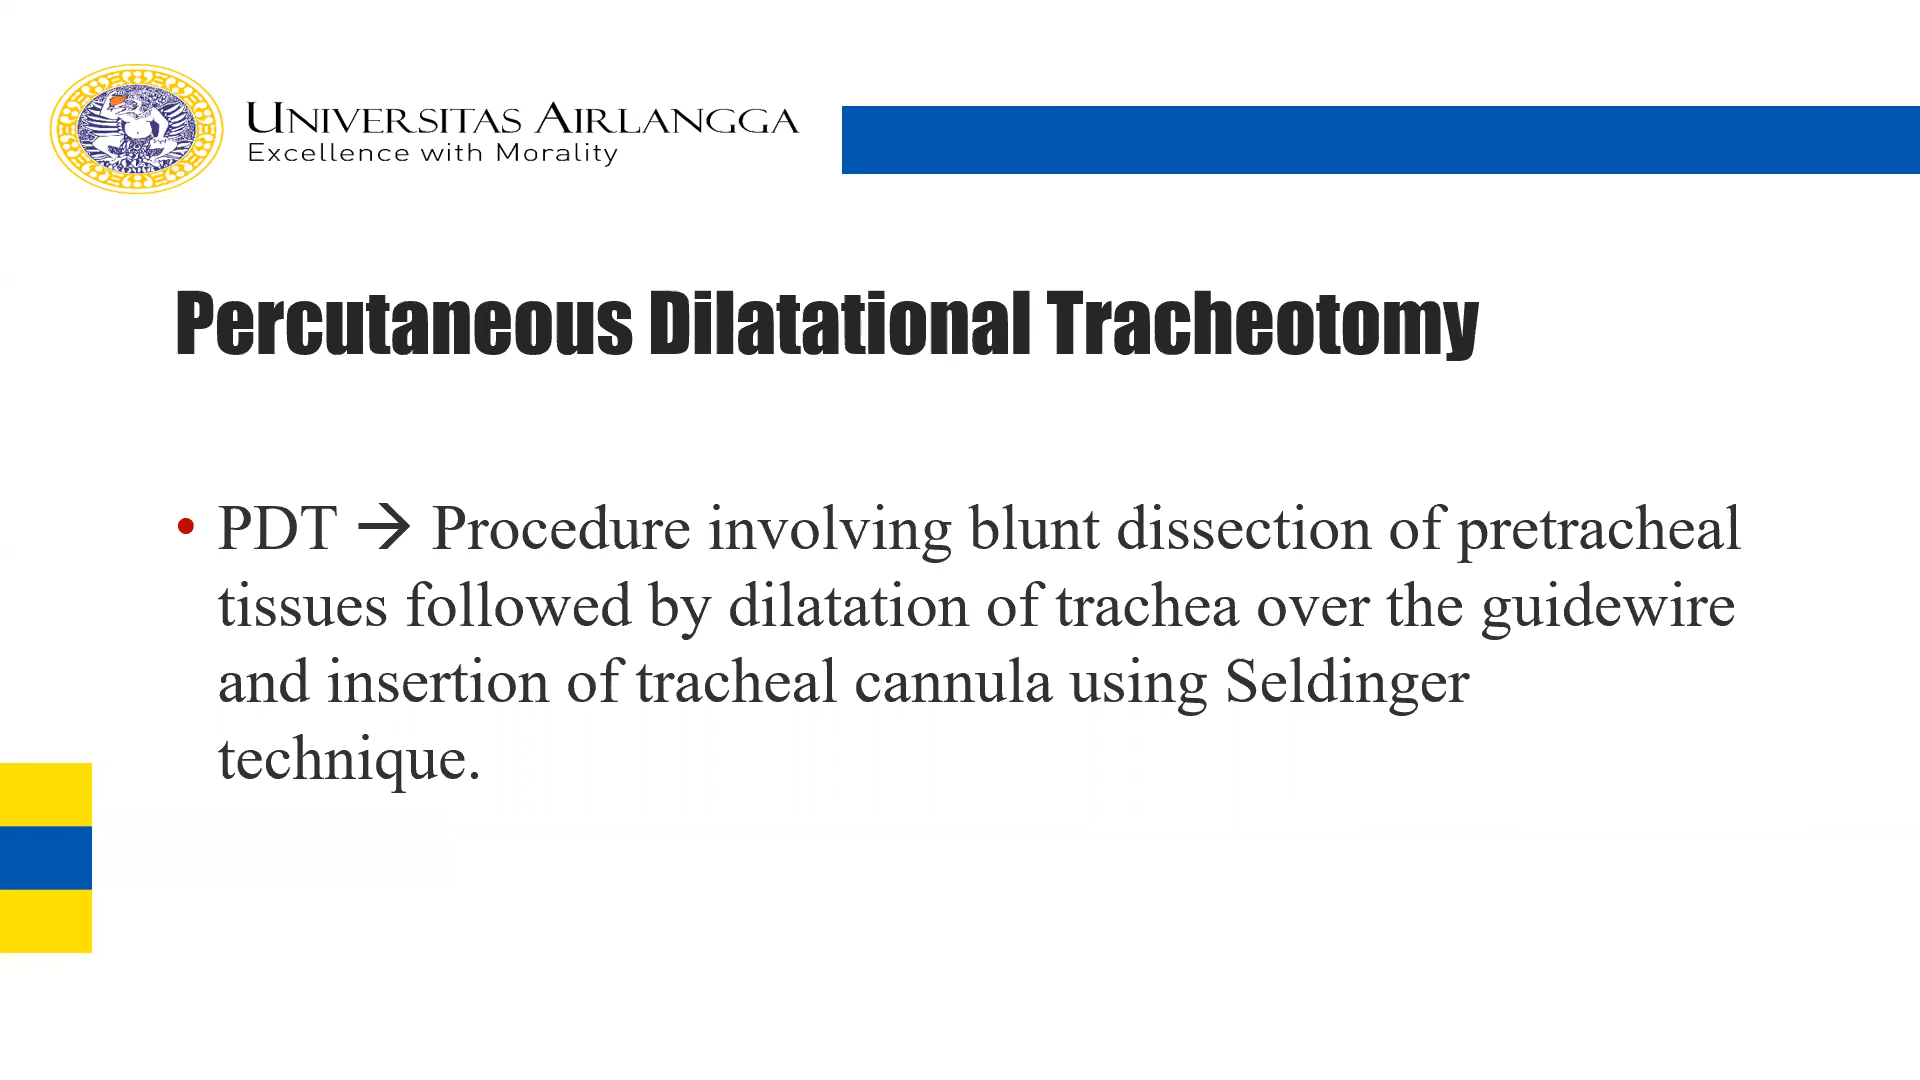 UNIVERSITAS AIRLANGGA
Excellence with Morality
Percutaneous Dilatational Tracheotomy
• PDT → Procedure involving blunt dissection of pretracheal
tissues followed by dilatation of trachea over the guidewire
and insertion of tracheal cannula using Seldinger
technique.